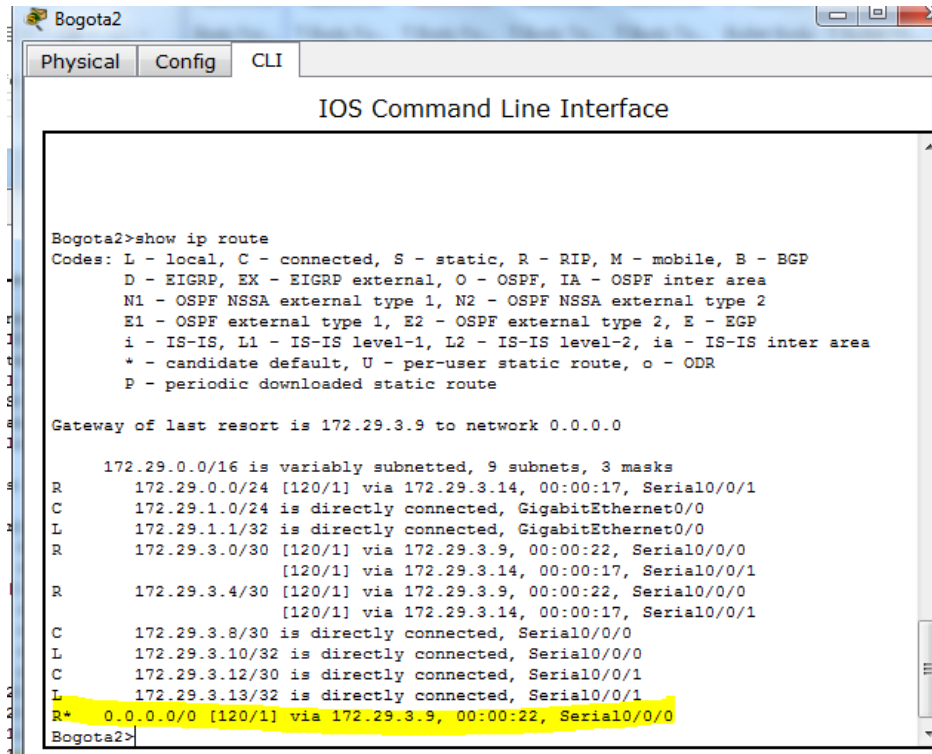 Bogota2
Physical Config CLI
IOS Command Line Interface
Bogota2>show ip route
Codes: L - local, C - connected, S - static, R - RIP, M - mobile, B - BGP
D - EIGRP, EX - EIGRP external, O - OSPF, IA - OSPF inter area
N1 - OSPF NSSA external type 1, N2 - OSPF NSSA external type 2
E1 - OSPF external type 1, E2 - OSPF external type 2, E - EGP
i - IS-IS, L1 - IS-IS level-1, L2 - IS-IS level-2, ia - IS-IS inter area
* - candidate default, U - per-user static route, o - ODR
P - periodic downloaded static route
Gateway of last resort is 172.29.3.9 to network 0.0.0.0
172.29.0.0/16 is variably subnetted, 9 subnets, 3 masks
R 172.29.0.0/24 [120/1] via 172.29.3.14, 00:00:17, Serial0/0/1
C 172.29.1.0/24 is directly connected, GigabitEthernet0/0
L 172.29.1.1/32 is directly connected, GigabitEthernet0/0
R 172.29.3.0/30 [120/1] via 172.29.3.9, 00:00:22, Serial0/0/0
[120/1] via 172.29.3.14, 00:00:17, Serial0/0/1
R 172.29.3.4/30 [120/1] via 172.29.3.9, 00:00:22, Serial0/0/0
[120/1] via 172.29.3.14, 00:00:17, Serial0/0/1
C 172.29.3.8/30 is directly connected, Serial0/0/0
L 172.29.3.10/32 is directly connected, Serial0/0/0
C 172.29.3.12/30 is directly connected, Serial0/0/1
L 172.29.3.13/32 is directly connected, Serial0/0/1
R* 0.0.0.0/0 [120/1] via 172.29.3.9, 00:00:22, Serial0/0/0
Bogota2>